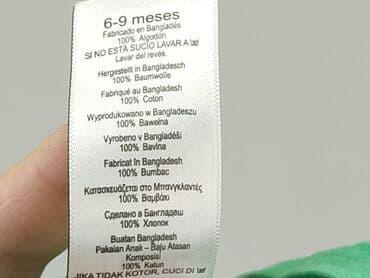 6-9 meses
Fabricado en Bangladés
100% Algodón
SI NO ESTÁ SUCIO LAVAR A
Lavar del revés.
Hergestellt in Bangladesch
100% Baumwolle
Fabriqué au Bangladesh
100% Coton
Wyprodukowano w Bangladeszu
100% Bawełna
Vyrobeno v Bangladéši
100% Bavlna
Fabricat în Bangladesh
100% Bumbac
Κατασκευάζεται στο Μπανγκλαντές
100% Βαμβάκι
Сделано в Бангладеш
100% Хлопок
Buatan Bangladesh
Pakaian Anak – Baju Atasan
Komposisi
100% Katun
JIKA TIDAK KOTOR, CUCI DI